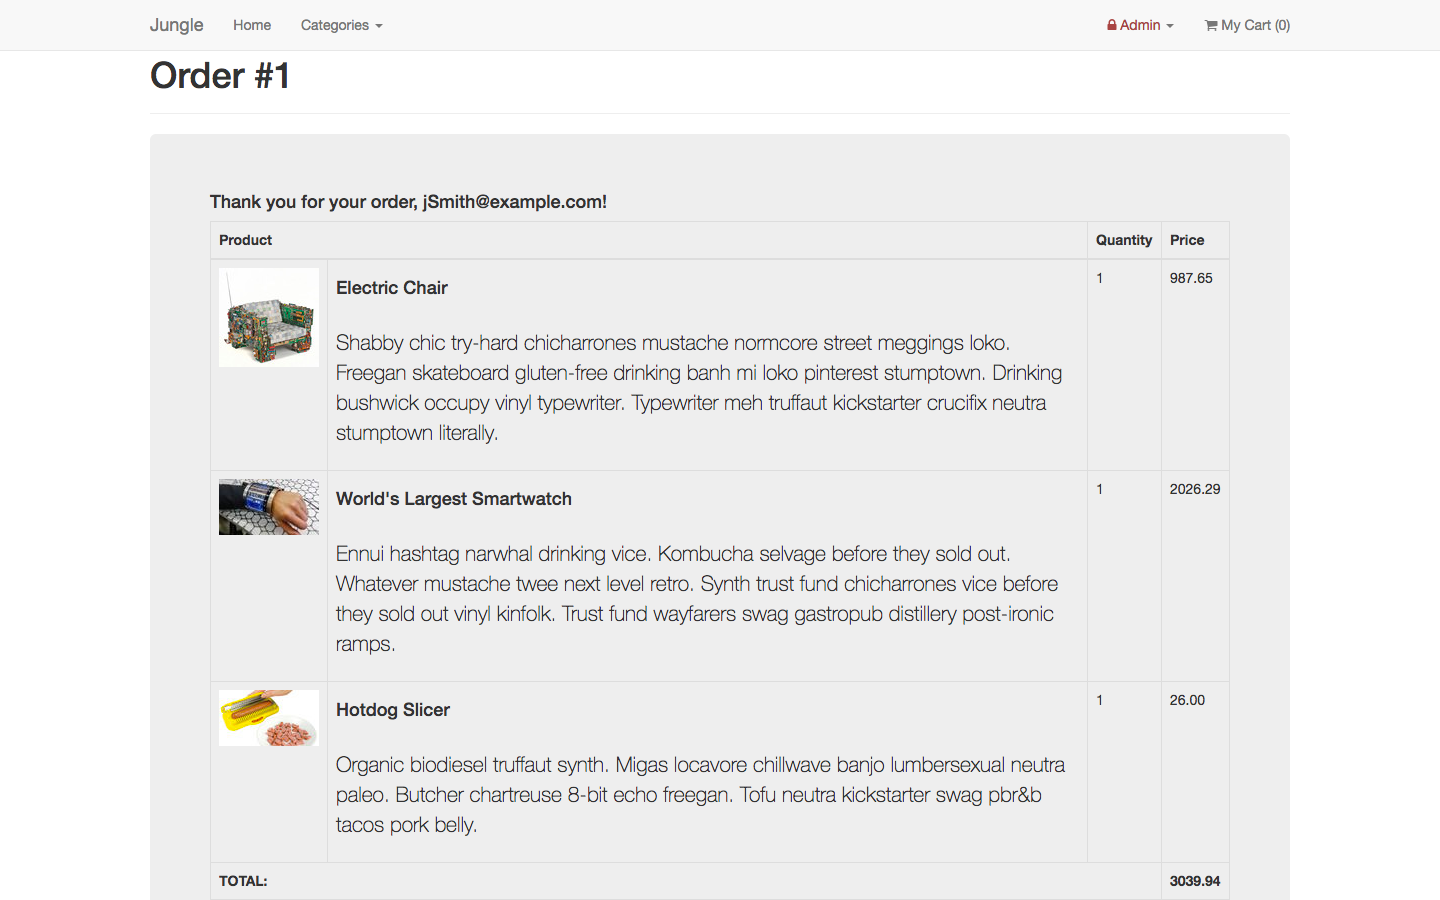 Jungle Home Categories Admin My Cart (0)
Order #1
Thank you for your order, jSmith@example.com!
Product Quantity Price
Electric Chair 1 987.65
Shabby chic try-hard chicharrones mustache normcore street meggings loko.
Freegan skateboard gluten-free drinking banh mi loko pinterest stumptown. Drinking
bushwick occupy vinyl typewriter. Typewriter meh truffaut kickstarter crucifix neutra
stumptown literally.
World's Largest Smartwatch 1 2026.29
Ennui hashtag narwhal drinking vice. Kombucha selvage before they sold out.
Whatever mustache twee next level retro. Synth trust fund chicharrones vice before
they sold out vinyl kinfolk. Trust fund wayfarers swag gastropub distillery post-ironic
ramps.
Hotdog Slicer 1 26.00
Organic biodiesel truffaut synth. Migas locavore chillwave banjo lumbersexual neutra
paleo. Butcher chartreuse 8-bit echo freegan. Tofu neutra kickstarter swag pbr&b
tacos pork belly.
TOTAL: 3039.94